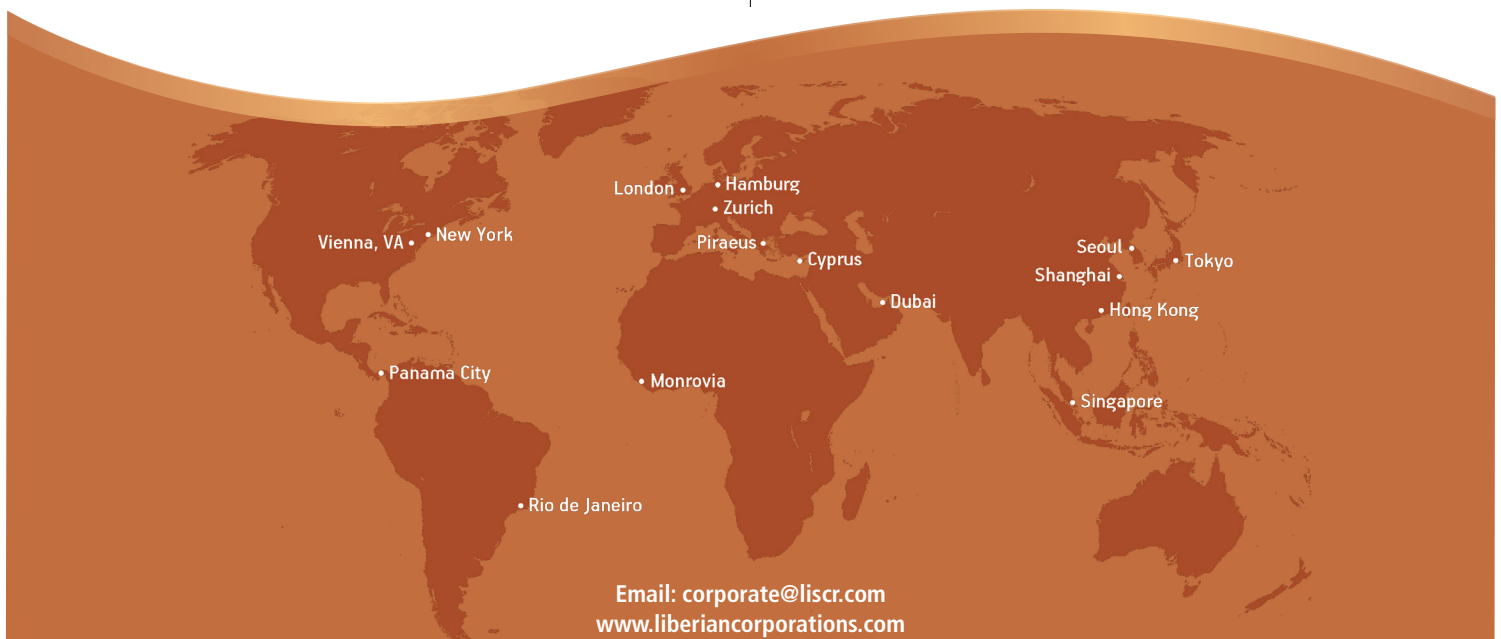 London
Hamburg
Zurich
Vienna, VA
New York
Piraeus
Cyprus
Seoul
Tokyo
Shanghai
Dubai
Hong Kong
Panama City
Monrovia
Singapore
Rio de Janeiro
Email: corporate@liscr.com
www.liberiancorporations.com